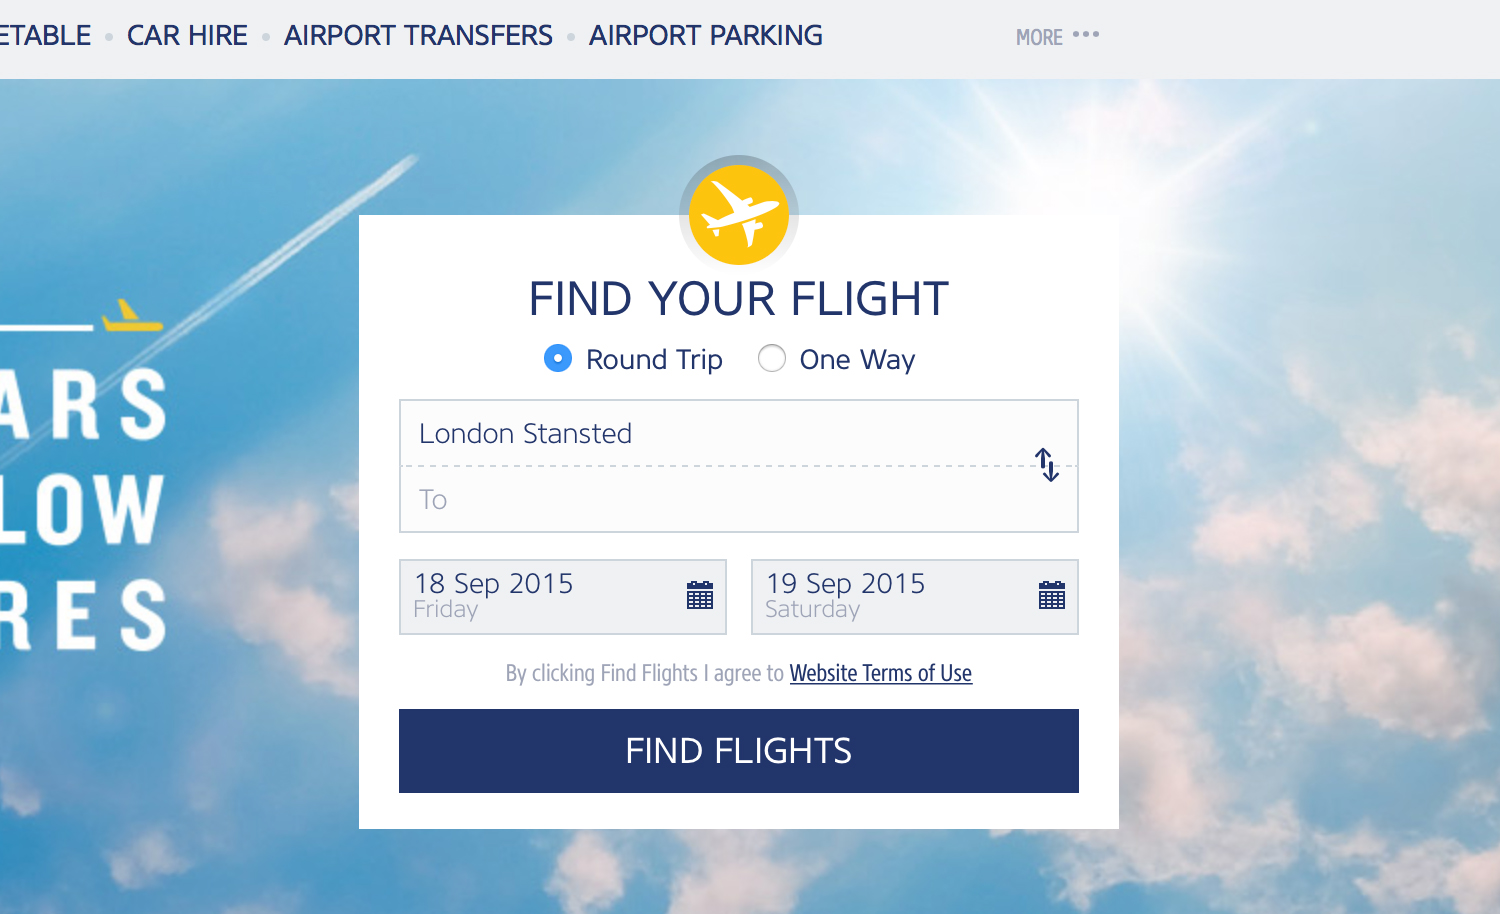 ETABLE • CAR HIRE • AIRPORT TRANSFERS • AIRPORT PARKING MORE •••
ARS
LOW
RES
FIND YOUR FLIGHT
Round Trip One Way
London Stansted
To
18 Sep 2015
Friday
19 Sep 2015
Saturday
By clicking Find Flights I agree to Website Terms of Use
FIND FLIGHTS